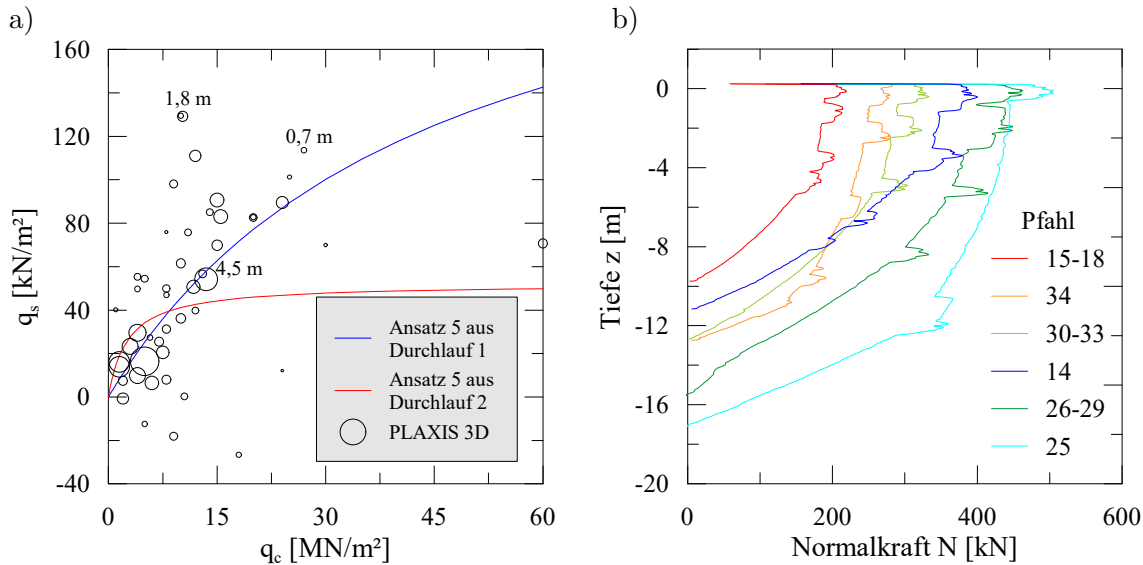 a)
160
120
80
40
0
-40
0
15
30
45
60
q_s [kN/m²]
q_c [MN/m²]
1,8 m
0,7 m
4,5 m
Ansatz 5 aus
Durchlauf 1
Ansatz 5 aus
Durchlauf 2
PLAXIS 3D
b)
0
-4
-8
-12
-16
-20
0
200
400
600
Tiefe z [m]
Normalkraft N [kN]
Pfahl
15-18
34
30-33
14
26-29
25